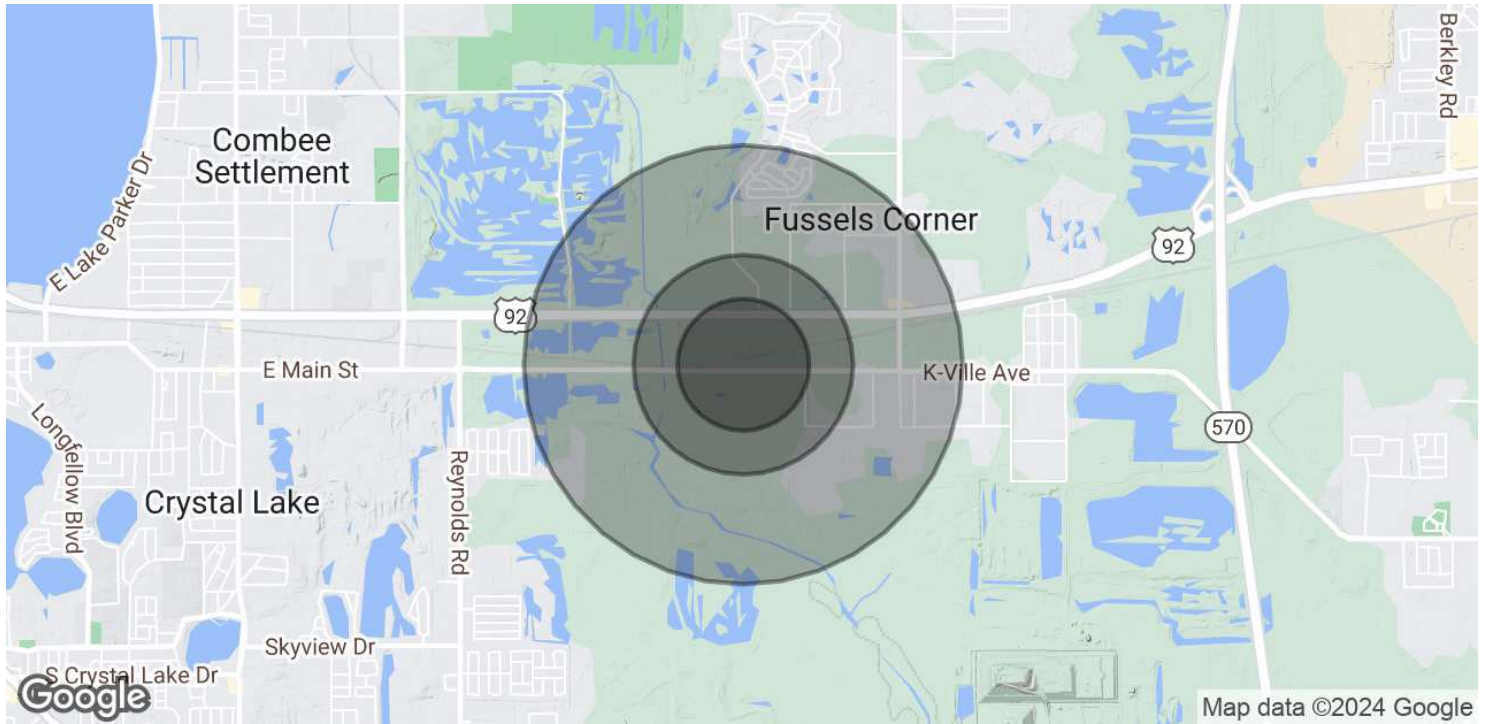 Berkley Rd
Combee
Settlement
E Lake Parker Dr
Fussels Corner
92
92
E Main St
K-Ville Ave
Longfellow Blvd
570
Reynolds Rd
Crystal Lake
Skyview Dr
S Crystal Lake Dr
Google
Map data ©2024 Google